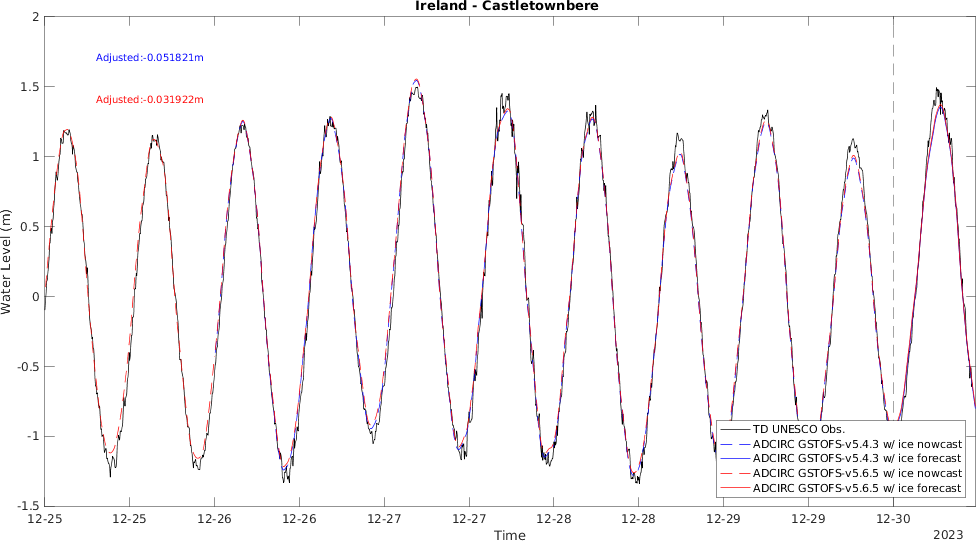 Ireland - Castletownbere
Adjusted:-0.051821m
Adjusted:-0.031922m
Water Level (m)
2
1.5
1
0.5
0
-0.5
-1
-1.5
TD UNESCO Obs.
ADCIRC GSTOFS-v5.4.3 w/ ice nowcast
ADCIRC GSTOFS-v5.4.3 w/ ice forecast
ADCIRC GSTOFS-v5.6.5 w/ ice nowcast
ADCIRC GSTOFS-v5.6.5 w/ ice forecast
12-25 12-25 12-26 12-26 12-27 12-27 12-28 12-28 12-29 12-29 12-30
Time
2023